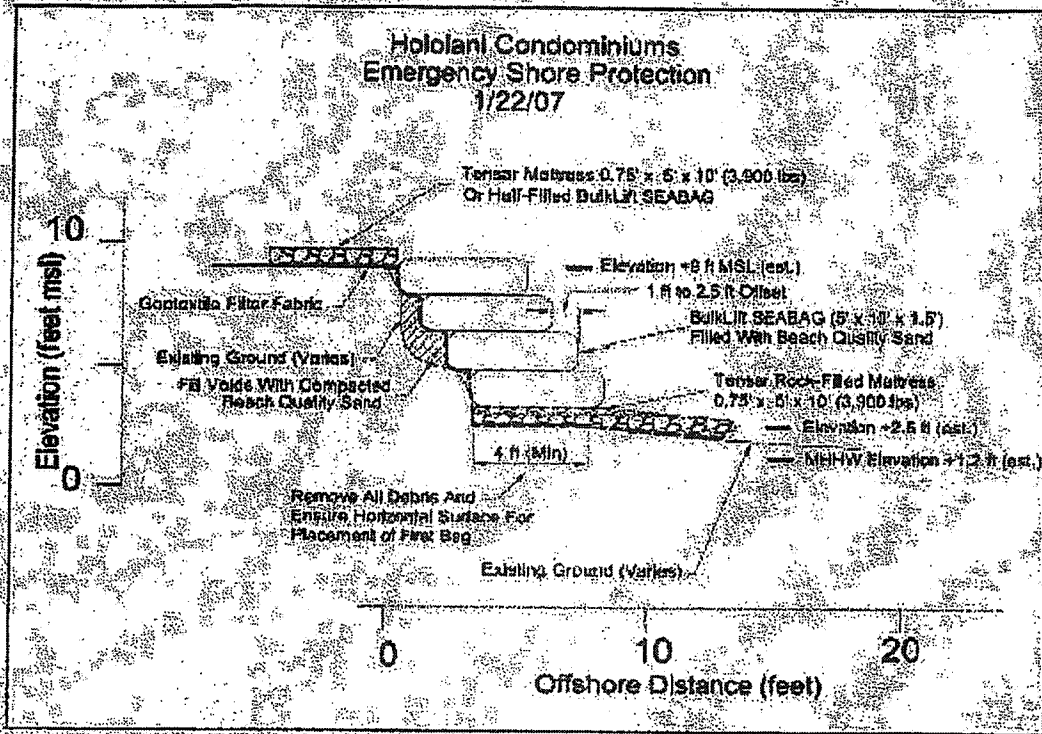 Hololani Condominiums
Emergency Shore Protection
1/22/07
Tensar Mattress 0.75' x 5' x 10' (3,900 lbs)
Or Half-Filled BulkLift SEABAG
10
Elevation (feet msl)
0
Geotextile Filter Fabric
Elevation +9 ft MSL (est.)
1 ft to 2.5 ft Offset
BulkLift SEABAG (5' x 10' x 1.5')
Filled With Beach Quality Sand
Existing Ground (Varies)
Fill Voids With Compacted
Beach Quality Sand
Tensar Rock-Filled Mattress
0.75' x 5' x 10' (3,900 lbs)
Elevation +2.5 ft (est.)
4 ft (Min)
MHHW Elevation +1.2 ft (est.)
Remove All Debris And
Ensure Horizontal Surface For
Placement of First Bag
Existing Ground (Varies)
0
10
20
Offshore Distance (feet)